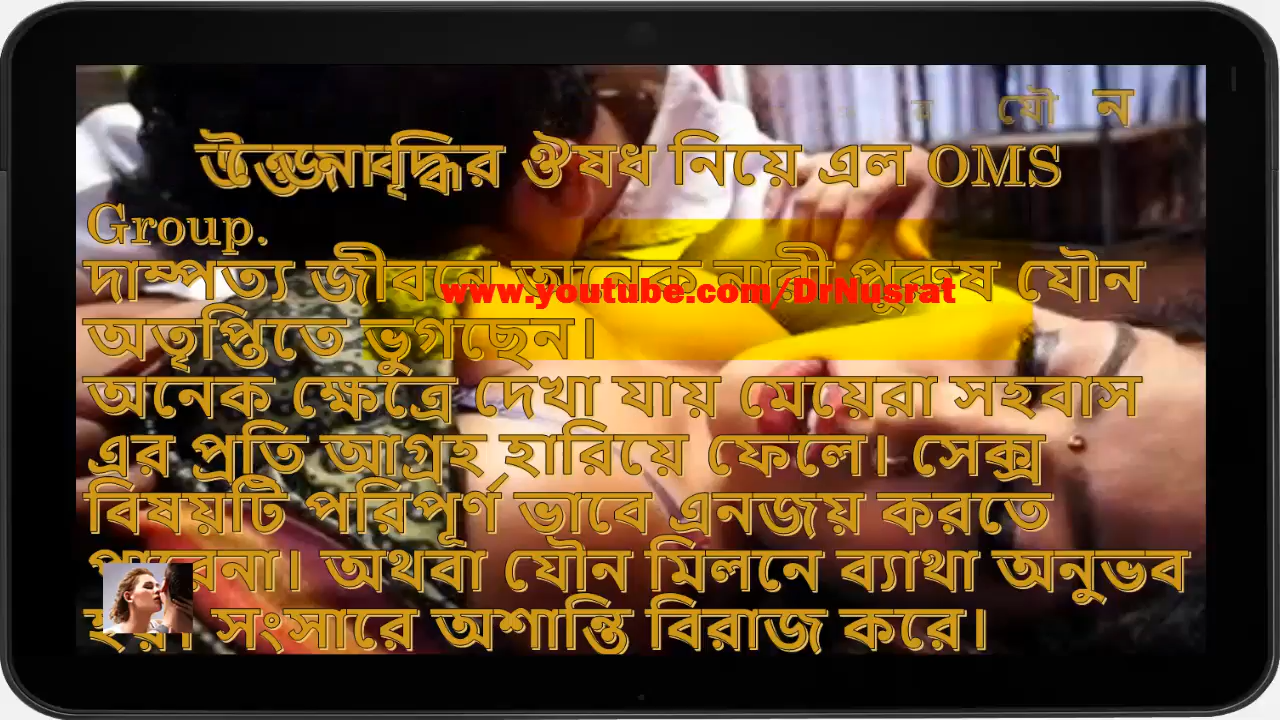 যৌ ন
উত্তেজনাবৃদ্ধির ঔষধ নিয়ে এল OMS
Group.
দাম্পত্য জীবনে অনেক নারী পুরুষ যৌন
www.youtube.com/DrNusrat
অতৃপ্তিতে ভুগছেন।
অনেক ক্ষেত্রে দেখা যায় মেয়েরা সহবাস
এর প্রতি আগ্রহ হারিয়ে ফেলে। সেক্স
বিষয়টি পরিপূর্ণ ভাবে এনজয় করতে
পারেনা। অথবা যৌন মিলনে ব্যাথা অনুভব
হয়। সংসারে অশান্তি বিরাজ করে।